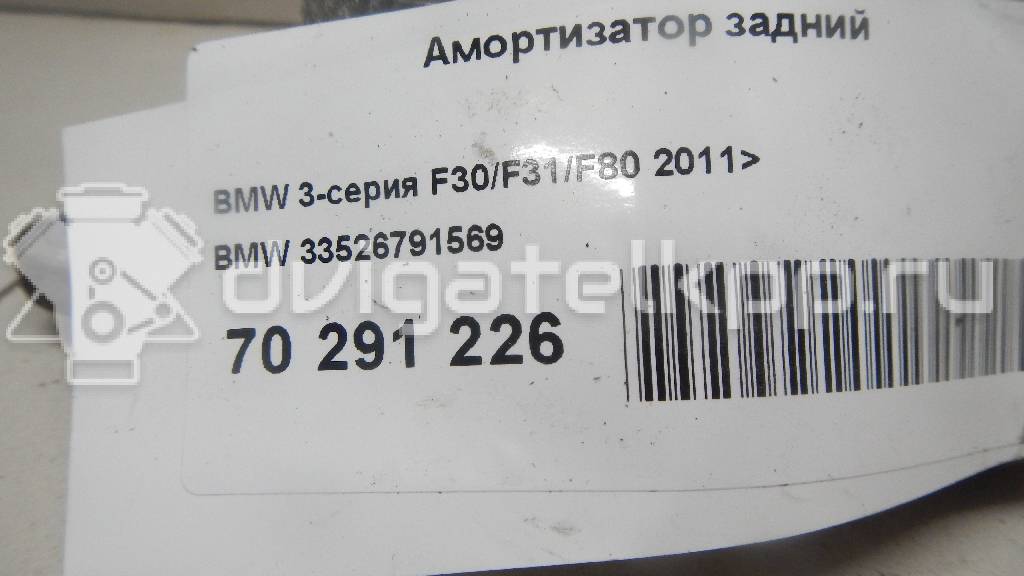 Амортизатор задний
BMW 3-серия F30/F31/F80 2011>
BMW 33526791569
dvigatelkpp.ru
70 291 226